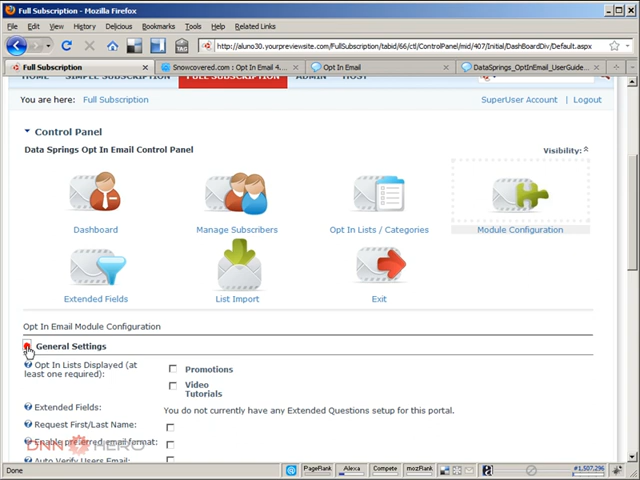 Full Subscription - Mozilla Firefox
File Edit View History Delicious Bookmarks Tools Related Links Help
http://aluno30.yourpreviewsite.com/FullSubscription/tabid/66/ctl/ControlPanel/mid/407/Initial/DashBoardDiv/Default.aspx
Full Subscription Snowcovered.com : Opt In Email 4.... Opt In Email DataSprings_OptInEmail_UserGuide...
HOME SIMPLE SUBSCRIPTION FULL SUBSCRIPTION ADMIN HOST
You are here: Full Subscription SuperUser Account | Logout
Control Panel
Data Springs Opt In Email Control Panel Visibility:
Dashboard Manage Subscribers Opt In Lists / Categories Module Configuration
Extended Fields List Import Exit
Opt In Email Module Configuration
General Settings
Opt In Lists Displayed (at least one required):
Promotions
Video Tutorials
Extended Fields: You do not currently have any Extended Questions setup for this portal.
Request First/Last Name:
Enable preferred email format:
DNN HERO
Auto Verify Users Email:
Done PageRank Alexa Compete mozRank #1,507,296